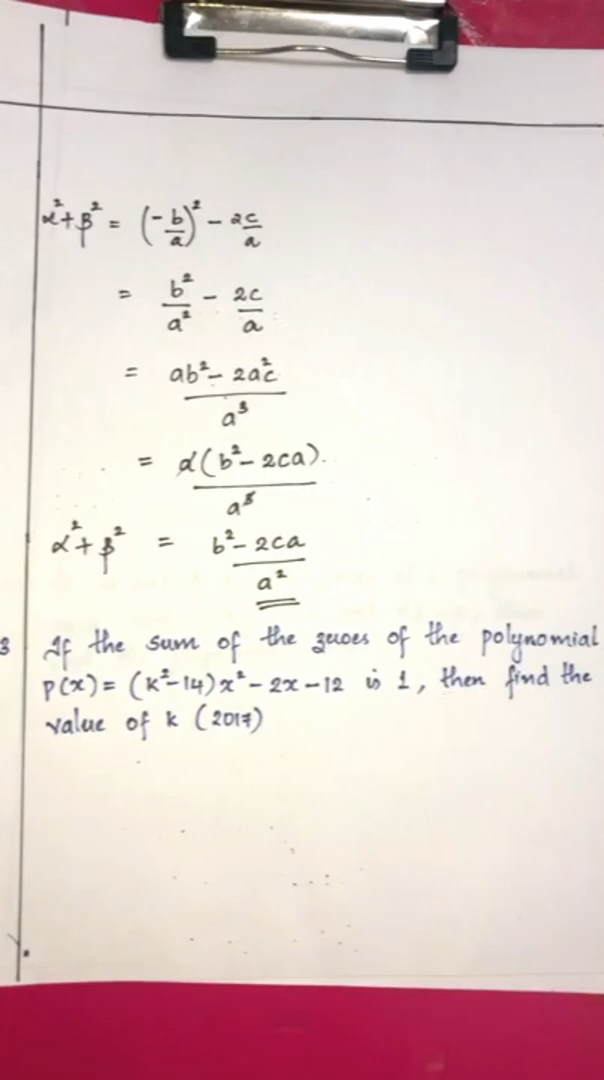 α²+β² = (-b/a)² - 2c/a
= b²/a² - 2c/a
= ab²-2a²c/a³
= a(b²-2ca)/a³
α²+β² = b²-2ca/a²
3 If the sum of the zeroes of the polynomial
p(x)= (k²-14)x²-2x-12 is 1, then find the
value of k (2017)